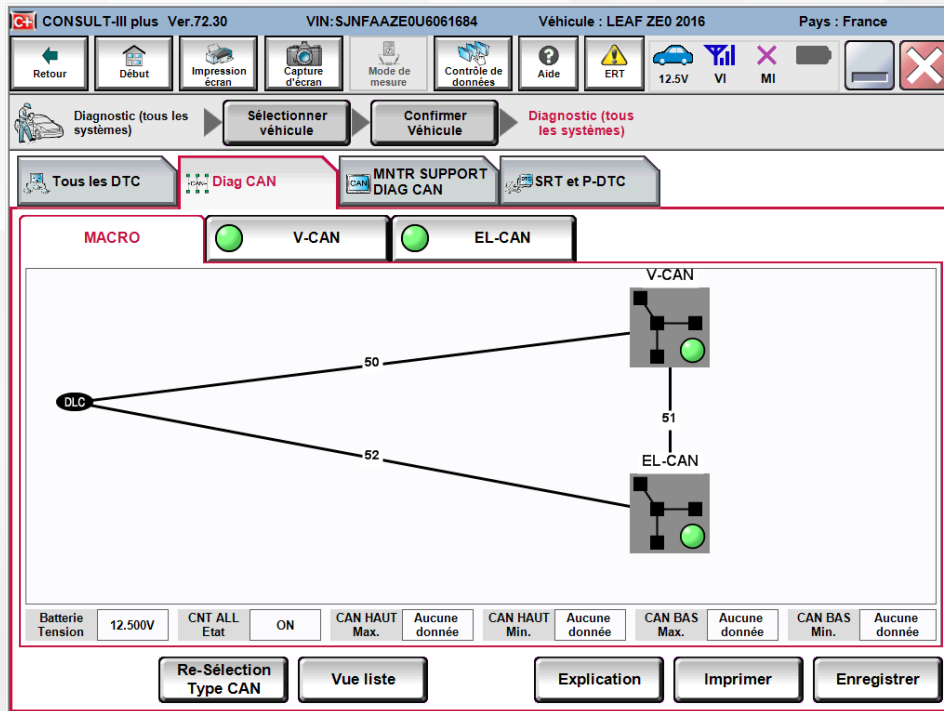 C+ CONSULT-III plus Ver.72.30 VIN:SJNFAAZE0U6061684 Véhicule : LEAF ZE0 2016 Pays : France
Retour
Début
Impression
écran
Capture
d'écran
Mode de
mesure
Contrôle de
données
Aide
ERT
12.5V
VI
MI
Diagnostic (tous les
systèmes)
Sélectionner
véhicule
Confirmer
Véhicule
Diagnostic (tous
les systèmes)
Tous les DTC
CAN Diag CAN
CAN MNTR SUPPORT
DIAG CAN
SRT et P-DTC
MACRO
V-CAN
EL-CAN
V-CAN
50
DLC
51
52
EL-CAN
Batterie
Tension
12.500V
CNT ALL
Etat
ON
CAN HAUT
Max.
Aucune
donnée
CAN HAUT
Min.
Aucune
donnée
CAN BAS
Max.
Aucune
donnée
CAN BAS
Min.
Aucune
donnée
Re-Sélection
Type CAN
Vue liste
Explication
Imprimer
Enregistrer